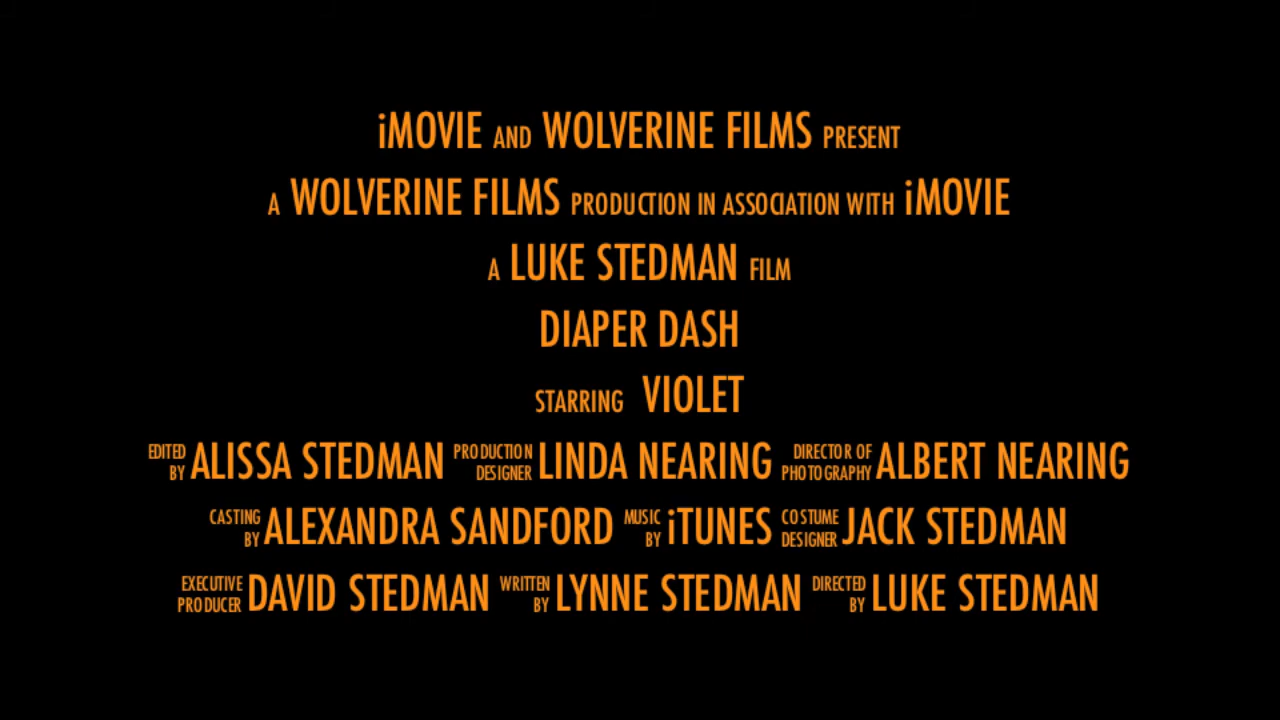 iMOVIE AND WOLVERINE FILMS PRESENT
A WOLVERINE FILMS PRODUCTION IN ASSOCIATION WITH iMOVIE
A LUKE STEDMAN FILM
DIAPER DASH
STARRING VIOLET
EDITED BY ALISSA STEDMAN PRODUCTION DESIGNER LINDA NEARING DIRECTOR OF PHOTOGRAPHY ALBERT NEARING
CASTING BY ALEXANDRA SANDFORD MUSIC BY iTUNES COSTUME DESIGNER JACK STEDMAN
EXECUTIVE PRODUCER DAVID STEDMAN WRITTEN BY LYNNE STEDMAN DIRECTED BY LUKE STEDMAN